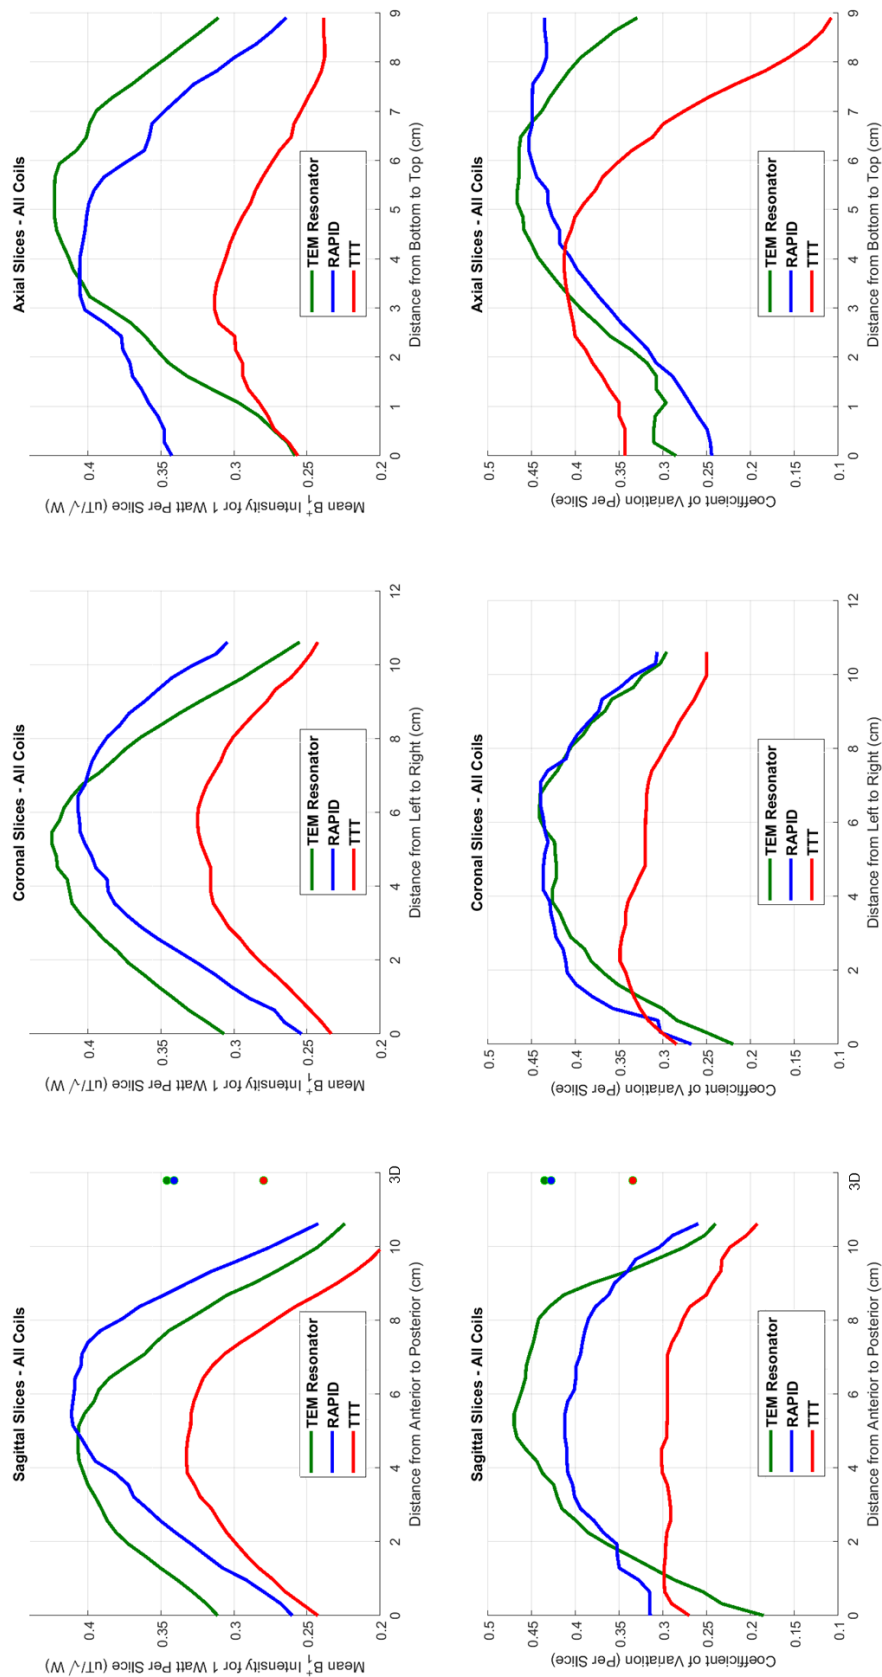 Sagittal Slices - All Coils
Mean B₁⁺ Intensity for 1 Watt Per Slice (uT/√W)
0.4
0.35
0.3
0.25
0.2
TEM Resonator
RAPID
TTT
0 2 4 6 8 10 3D
Distance from Anterior to Posterior (cm)
Coronal Slices - All Coils
Mean B₁⁺ Intensity for 1 Watt Per Slice (uT/√W)
0.4
0.35
0.3
0.25
0.2
TEM Resonator
RAPID
TTT
0 2 4 6 8 10 12
Distance from Left to Right (cm)
Axial Slices - All Coils
Mean B₁⁺ Intensity for 1 Watt Per Slice (uT/√W)
0.4
0.35
0.3
0.25
0.2
TEM Resonator
RAPID
TTT
0 1 2 3 4 5 6 7 8 9
Distance from Bottom to Top (cm)
Sagittal Slices - All Coils
Coefficient of Variation (Per Slice)
0.5
0.45
0.4
0.35
0.3
0.25
0.2
0.15
0.1
TEM Resonator
RAPID
TTT
0 2 4 6 8 10 3D
Distance from Anterior to Posterior (cm)
Coronal Slices - All Coils
Coefficient of Variation (Per Slice)
0.5
0.45
0.4
0.35
0.3
0.25
0.2
0.15
0.1
TEM Resonator
RAPID
TTT
0 2 4 6 8 10 12
Distance from Left to Right (cm)
Axial Slices - All Coils
Coefficient of Variation (Per Slice)
0.5
0.45
0.4
0.35
0.3
0.25
0.2
0.15
0.1
TEM Resonator
RAPID
TTT
0 1 2 3 4 5 6 7 8 9
Distance from Bottom to Top (cm)